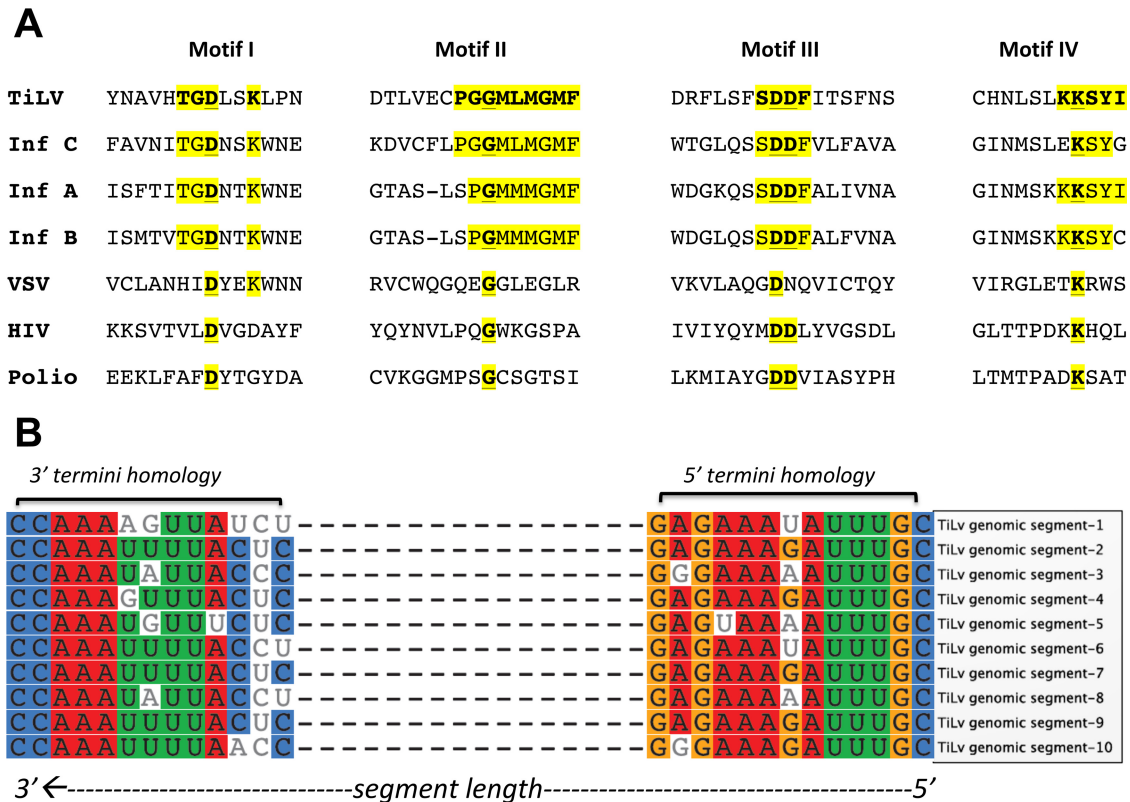 A
Motif I Motif II Motif III Motif IV
TiLV YNAVHTGDLSKLPN DTLVECPGGMLMGMF DRFLSFSDDFITSFNS CHNLSLKKSYI
Inf C FAVNITGDNSKWNE KDVCFLPGGMLMGMF WTGLQSSDDFVLFAVA GINMSLEKSYG
Inf A ISFTITGDNTKWNE GTAS-LSPGMMMGMF WDGKQSSDDFALIVNA GINMSKKKSYI
Inf B ISMTVTGDNTKWNE GTAS-LSPGMMMGMF WDGLQSSDDFALFVNA GINMSKKKSYC
VSV VCLANHIDYEKWNN RVCWQGQEGGLEGLR VKVLAQGDNQVICTQY VIRGLETKRWS
HIV KKSVTVLDVGDAYF YQYNVLPQGWKGSPA IVIYQYMDDLYVGSDL GLTTPDKKHQL
Polio EEKLFAFDYTGYDA CVKGGMPSGCSGTSI LKMIAYGDDVIASYPH LTMTPADKSAT
B
3’ termini homology 5’ termini homology
CCAAAAGUUAUCU----------------GAGAAAUAUUUGC TiLv genomic segment-1
CCAAAUUUUACUC----------------GAGAAAGAUUUGC TiLv genomic segment-2
CCAAAUAUUACCC----------------GGGAAAAAUUUGC TiLv genomic segment-3
CCAAAGUUUACUC----------------GAGAAAGAUUUGC TiLv genomic segment-4
CCAAAUGUUUCUC----------------GAGUAAAAUUUGC TiLv genomic segment-5
CCAAAUUUUACCU----------------GAGAAAUAUUUGC TiLv genomic segment-6
CCAAAUUUUACUC----------------GAGAAAGAUUUGC TiLv genomic segment-7
CCAAAUAUUACCU----------------GAGAAAAAUUUGC TiLv genomic segment-8
CCAAAUUUUACUC----------------GAGAAAGAUUUGC TiLv genomic segment-9
CCAAAUUUUAACC----------------GGGAAAGAUUUGC TiLv genomic segment-10
3’ ←----------------------------segment length-------------------------------------5’